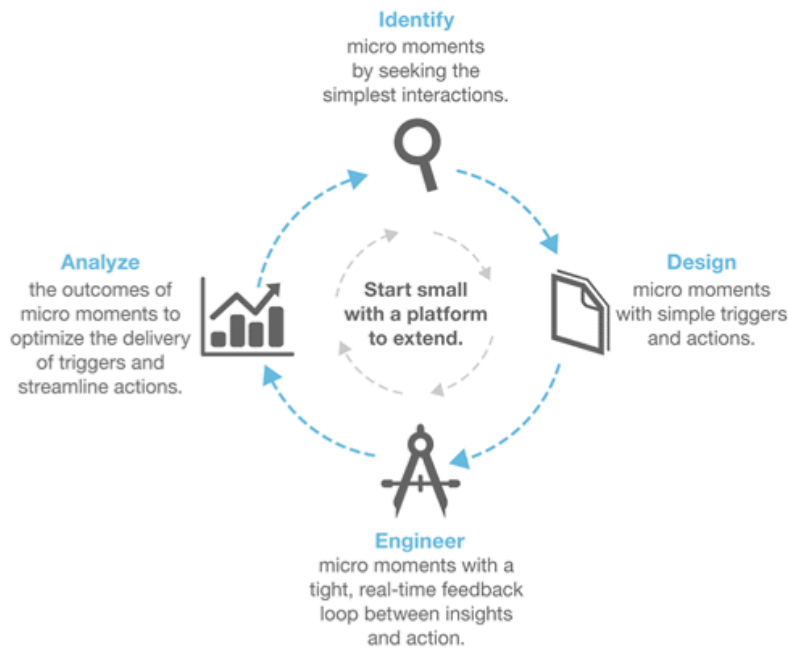 Identify
micro moments
by seeking the
simplest interactions.
Design
micro moments
with simple triggers
and actions.
Engineer
micro moments with a
tight, real-time feedback
loop between insights
and action.
Analyze
the outcomes of
micro moments to
optimize the delivery
of triggers and
streamline actions.
Start small
with a platform
to extend.